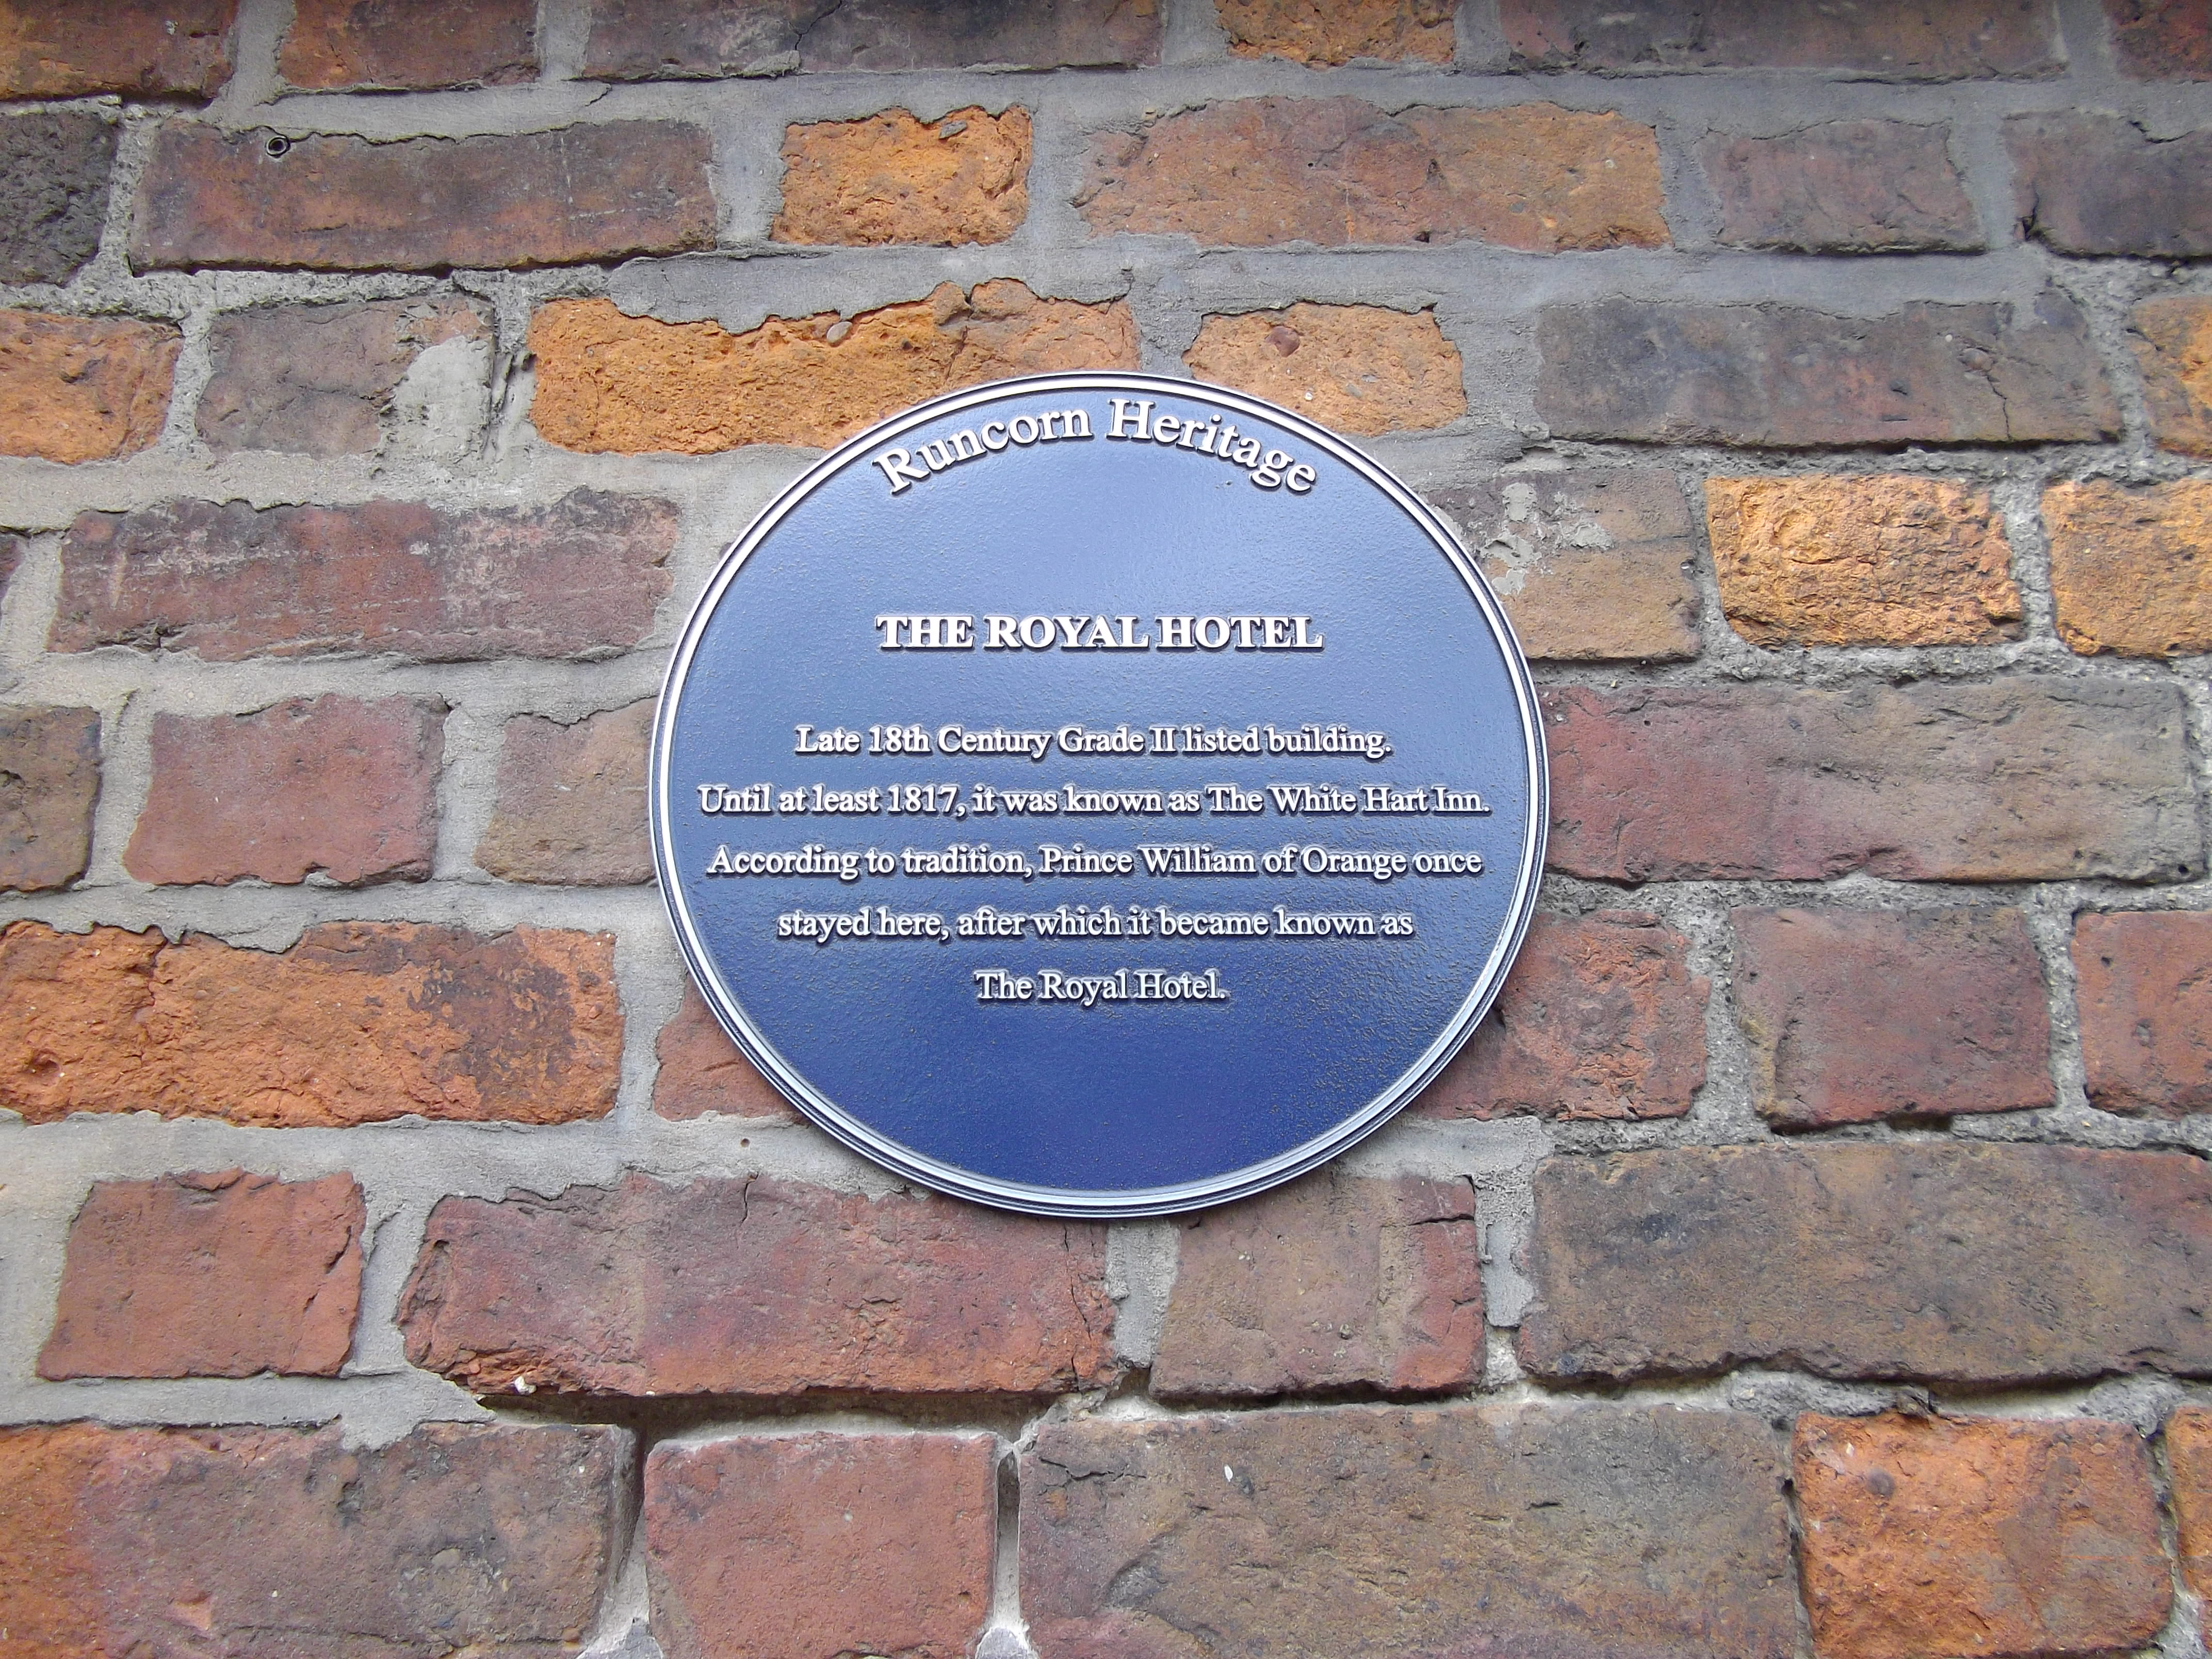 Runcorn Heritage
THE ROYAL HOTEL
Late 18th Century Grade II listed building.
Until at least 1817, it was known as The White Hart Inn.
According to tradition, Prince William of Orange once
stayed here, after which it became known as
The Royal Hotel.